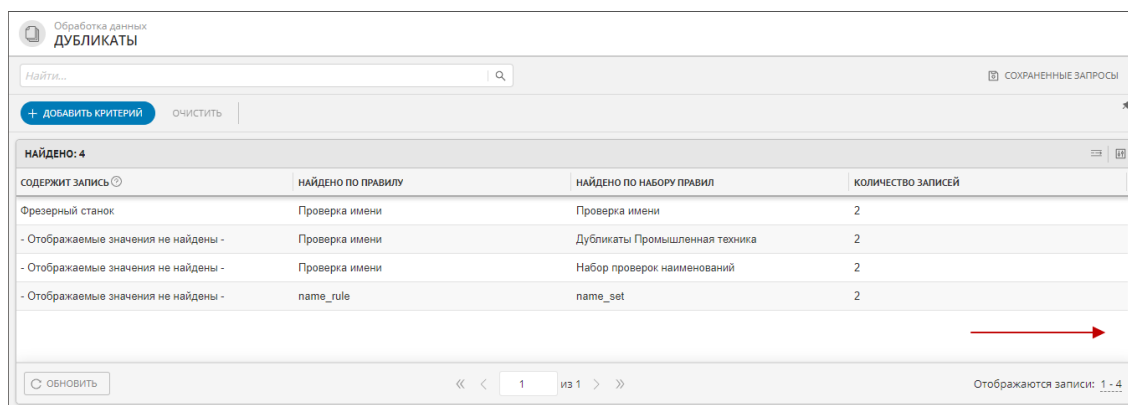 Обработка данных
ДУБЛИКАТЫ
Найти...
СОХРАНЕННЫЕ ЗАПРОСЫ
+ ДОБАВИТЬ КРИТЕРИЙ ОЧИСТИТЬ
НАЙДЕНО: 4
СОДЕРЖИТ ЗАПИСЬ ? НАЙДЕНО ПО ПРАВИЛУ НАЙДЕНО ПО НАБОРУ ПРАВИЛ КОЛИЧЕСТВО ЗАПИСЕЙ
Фрезерный станок Проверка имени Проверка имени 2
- Отображаемые значения не найдены - Проверка имени Дубликаты Промышленная техника 2
- Отображаемые значения не найдены - Проверка имени Набор проверок наименований 2
- Отображаемые значения не найдены - name_rule name_set 2
ОБНОВИТЬ « < 1 из 1 > » Отображаются записи: 1 - 4